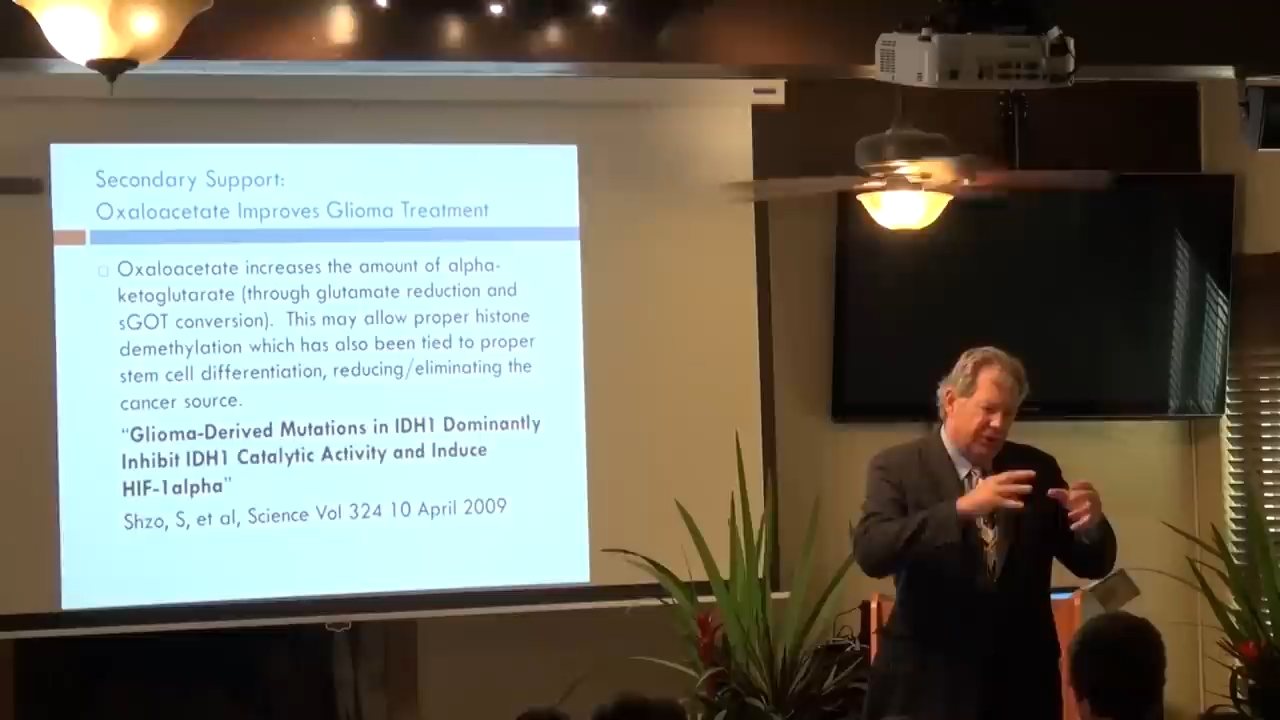 Secondary Support:
Oxaloacetate Improves Glioma Treatment
Oxaloacetate increases the amount of alpha-
ketoglutarate (through glutamate reduction and
sGOT conversion). This may allow proper histone
demethylation which has also been tied to proper
stem cell differentiation, reducing/eliminating the
cancer source.
"Glioma-Derived Mutations in IDH1 Dominantly
Inhibit IDH1 Catalytic Activity and Induce
HIF-1alpha"
Shzo, S, et al, Science Vol 324 10 April 2009